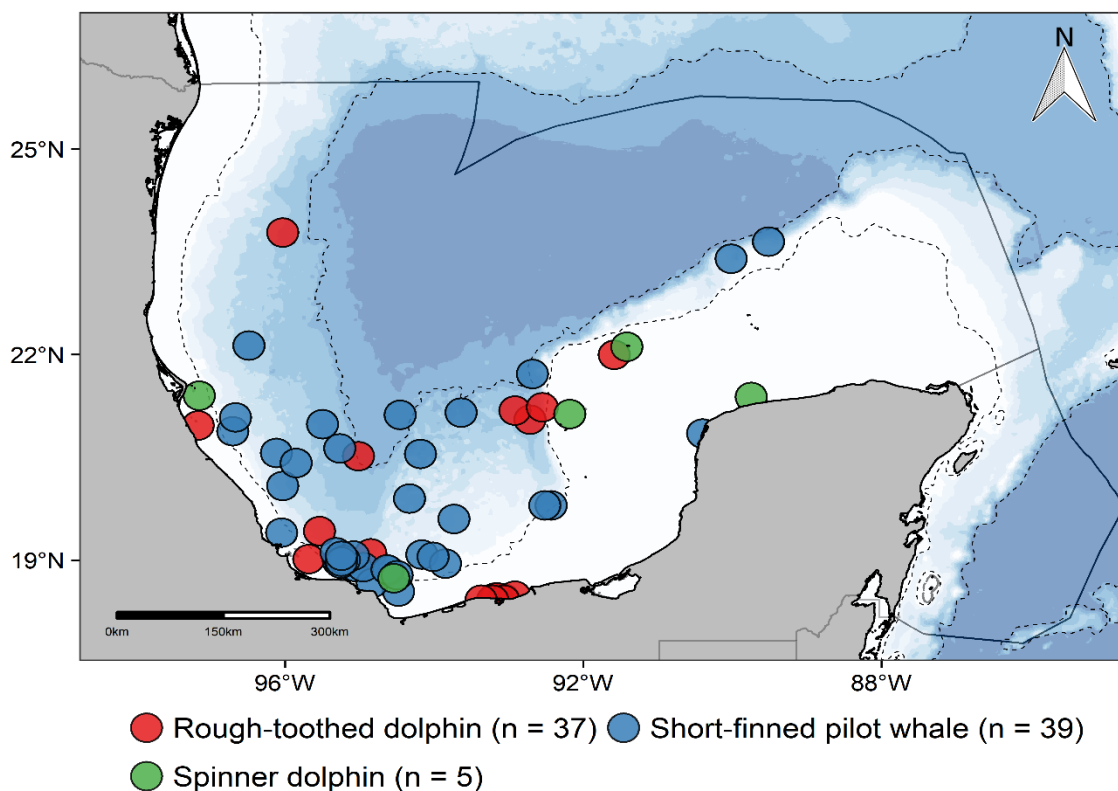 N
25°N
22°N
19°N
0km 150km 300km
96°W 92°W 88°W
Rough-toothed dolphin (n = 37) Short-finned pilot whale (n = 39)
Spinner dolphin (n = 5)